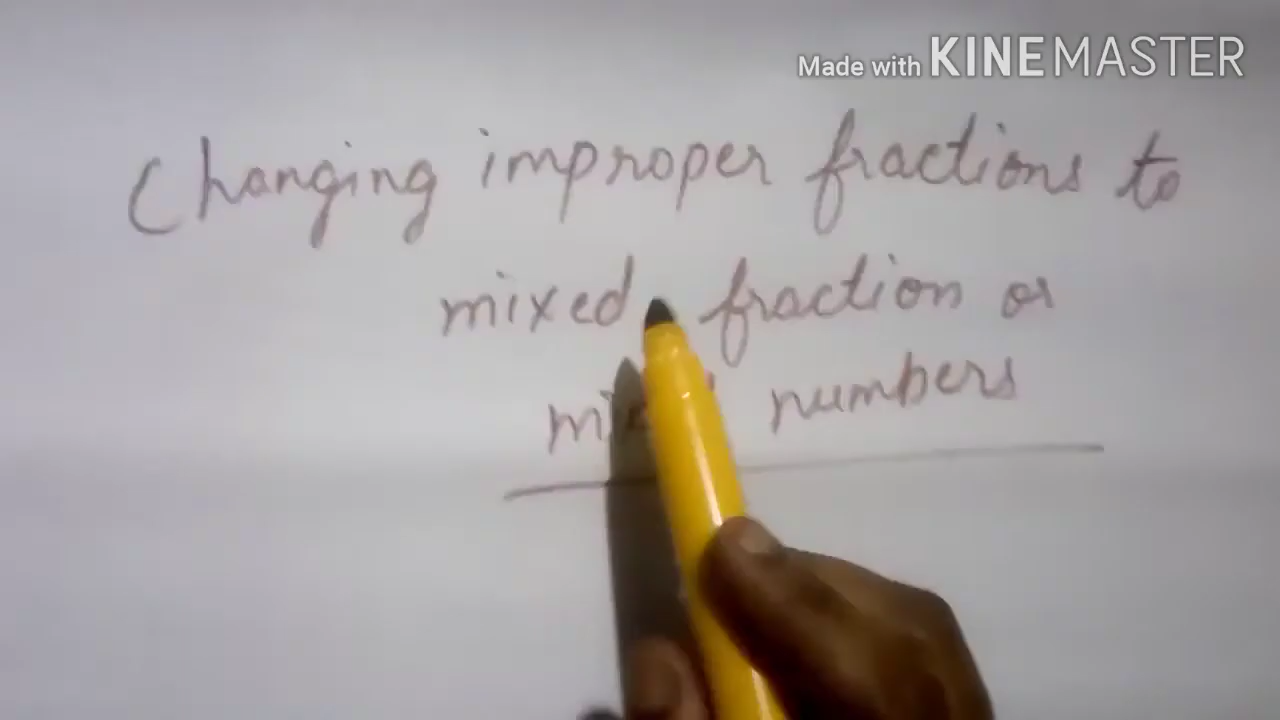 Made with KINEMASTER
Changing improper fractions to
mixed fraction or
numbers